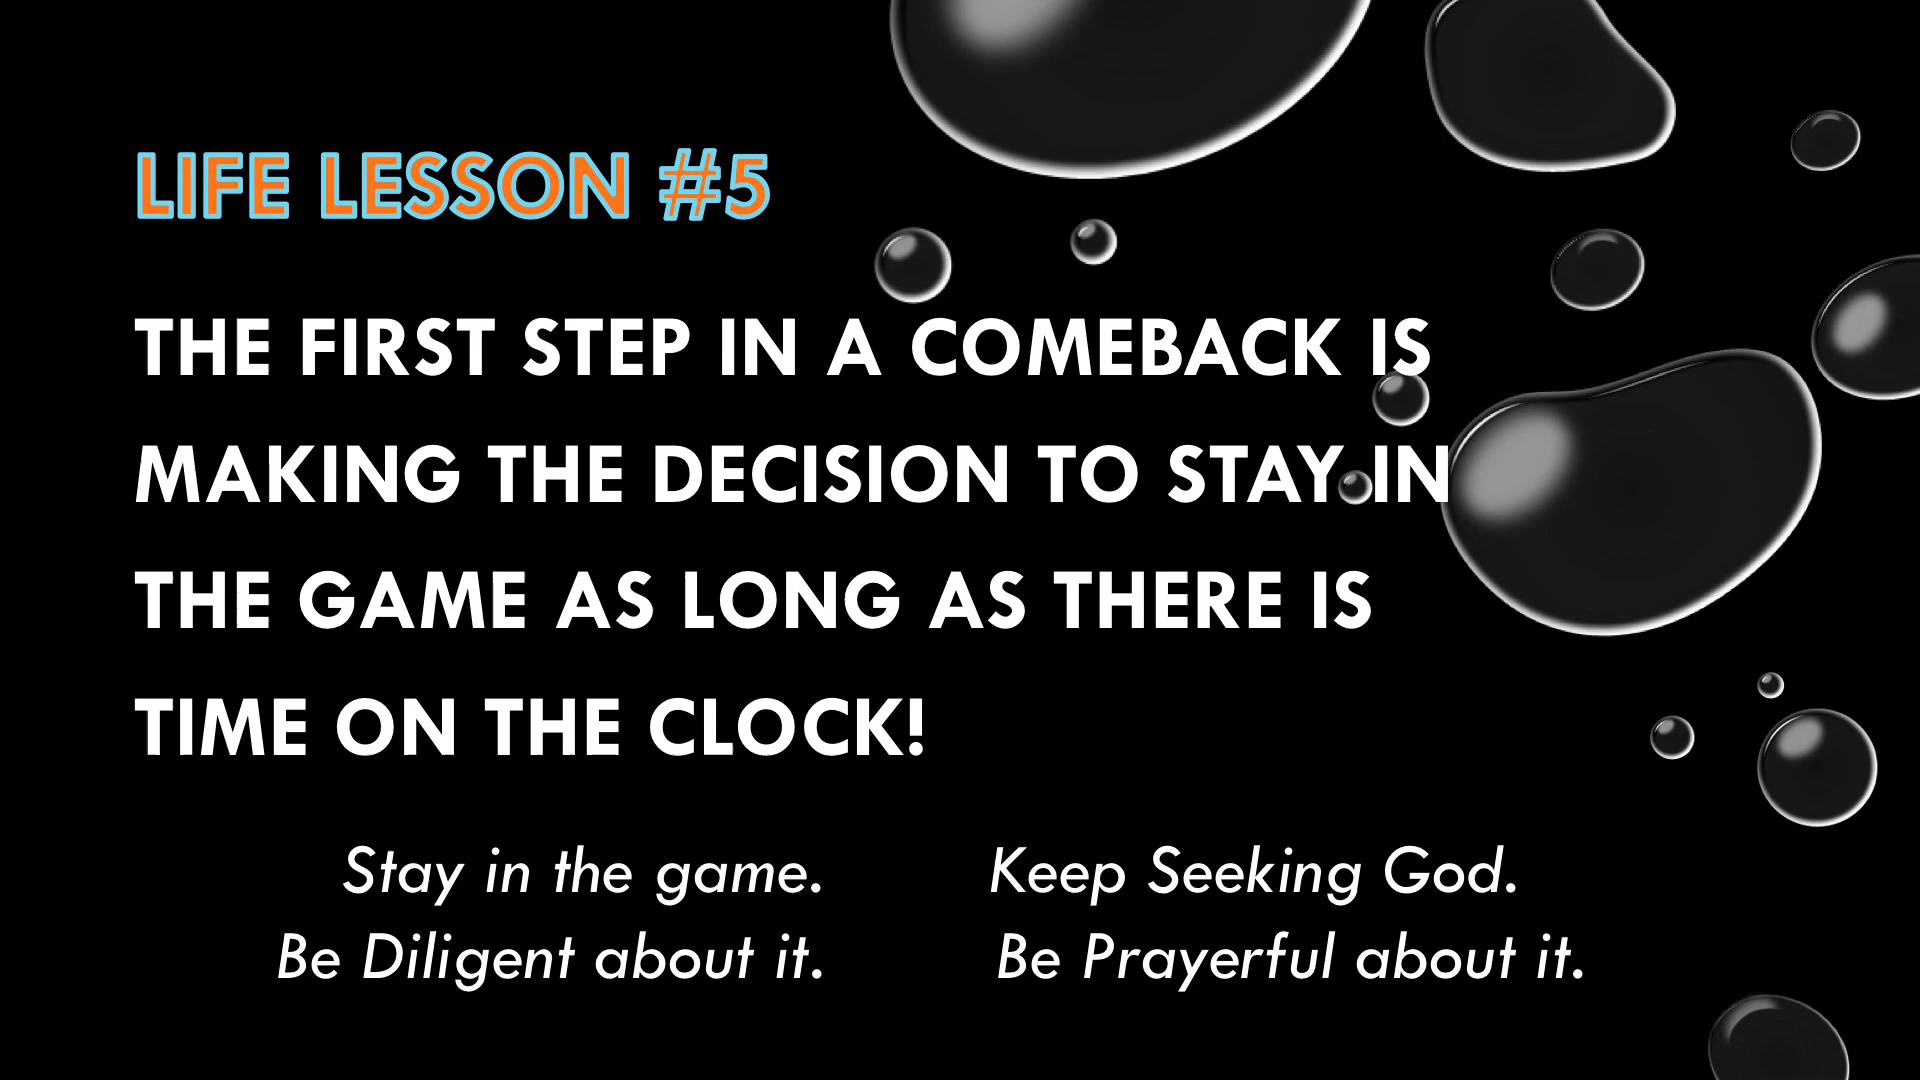 LIFE LESSON #5
THE FIRST STEP IN A COMEBACK IS
MAKING THE DECISION TO STAY IN
THE GAME AS LONG AS THERE IS
TIME ON THE CLOCK!
Stay in the game. Keep Seeking God.
Be Diligent about it. Be Prayerful about it.